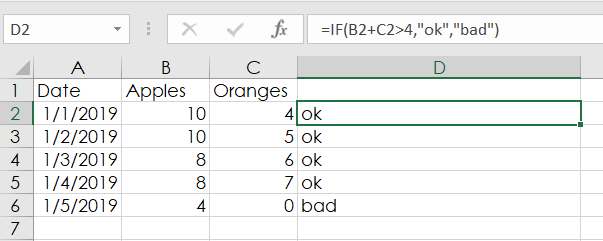 D2 fx =IF(B2+C2>4,"ok","bad")
A B C D
1 Date Apples Oranges
2 1/1/2019 10 4 ok
3 1/2/2019 10 5 ok
4 1/3/2019 8 6 ok
5 1/4/2019 8 7 ok
6 1/5/2019 4 0 bad
7